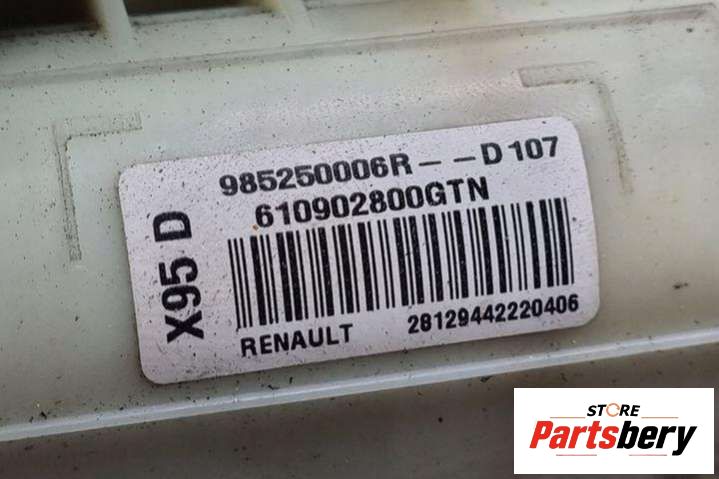 985250006R--D 107
610902800GTN
X95 D
RENAULT 28129442220406
STORE
Partsbery